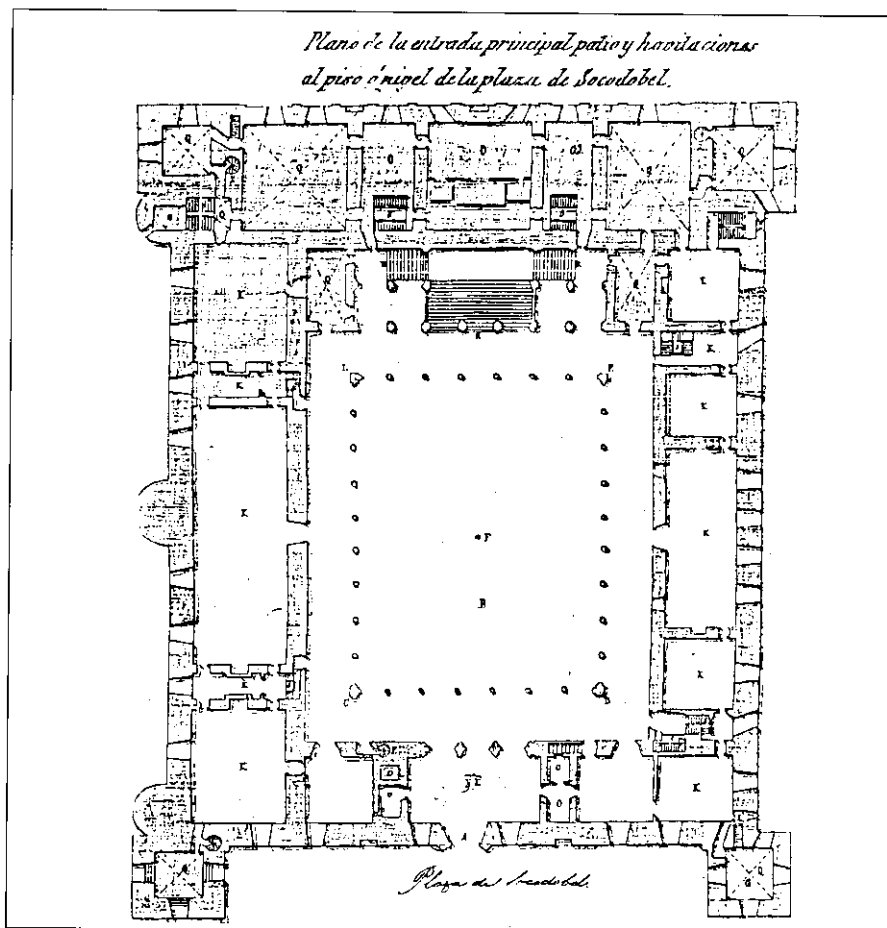 Plano de la entrada principal patio y havitaciones
al piso ó nivel de la plaza de Socodobel.
Q
Q
O
O
Q
Q
Q
Q
Q
K
Q
K
K
K
K
L
K
K
F
K
B
K
K
C
K
E
O
O
K
A
Q
Q
Plaza de Socodobel.